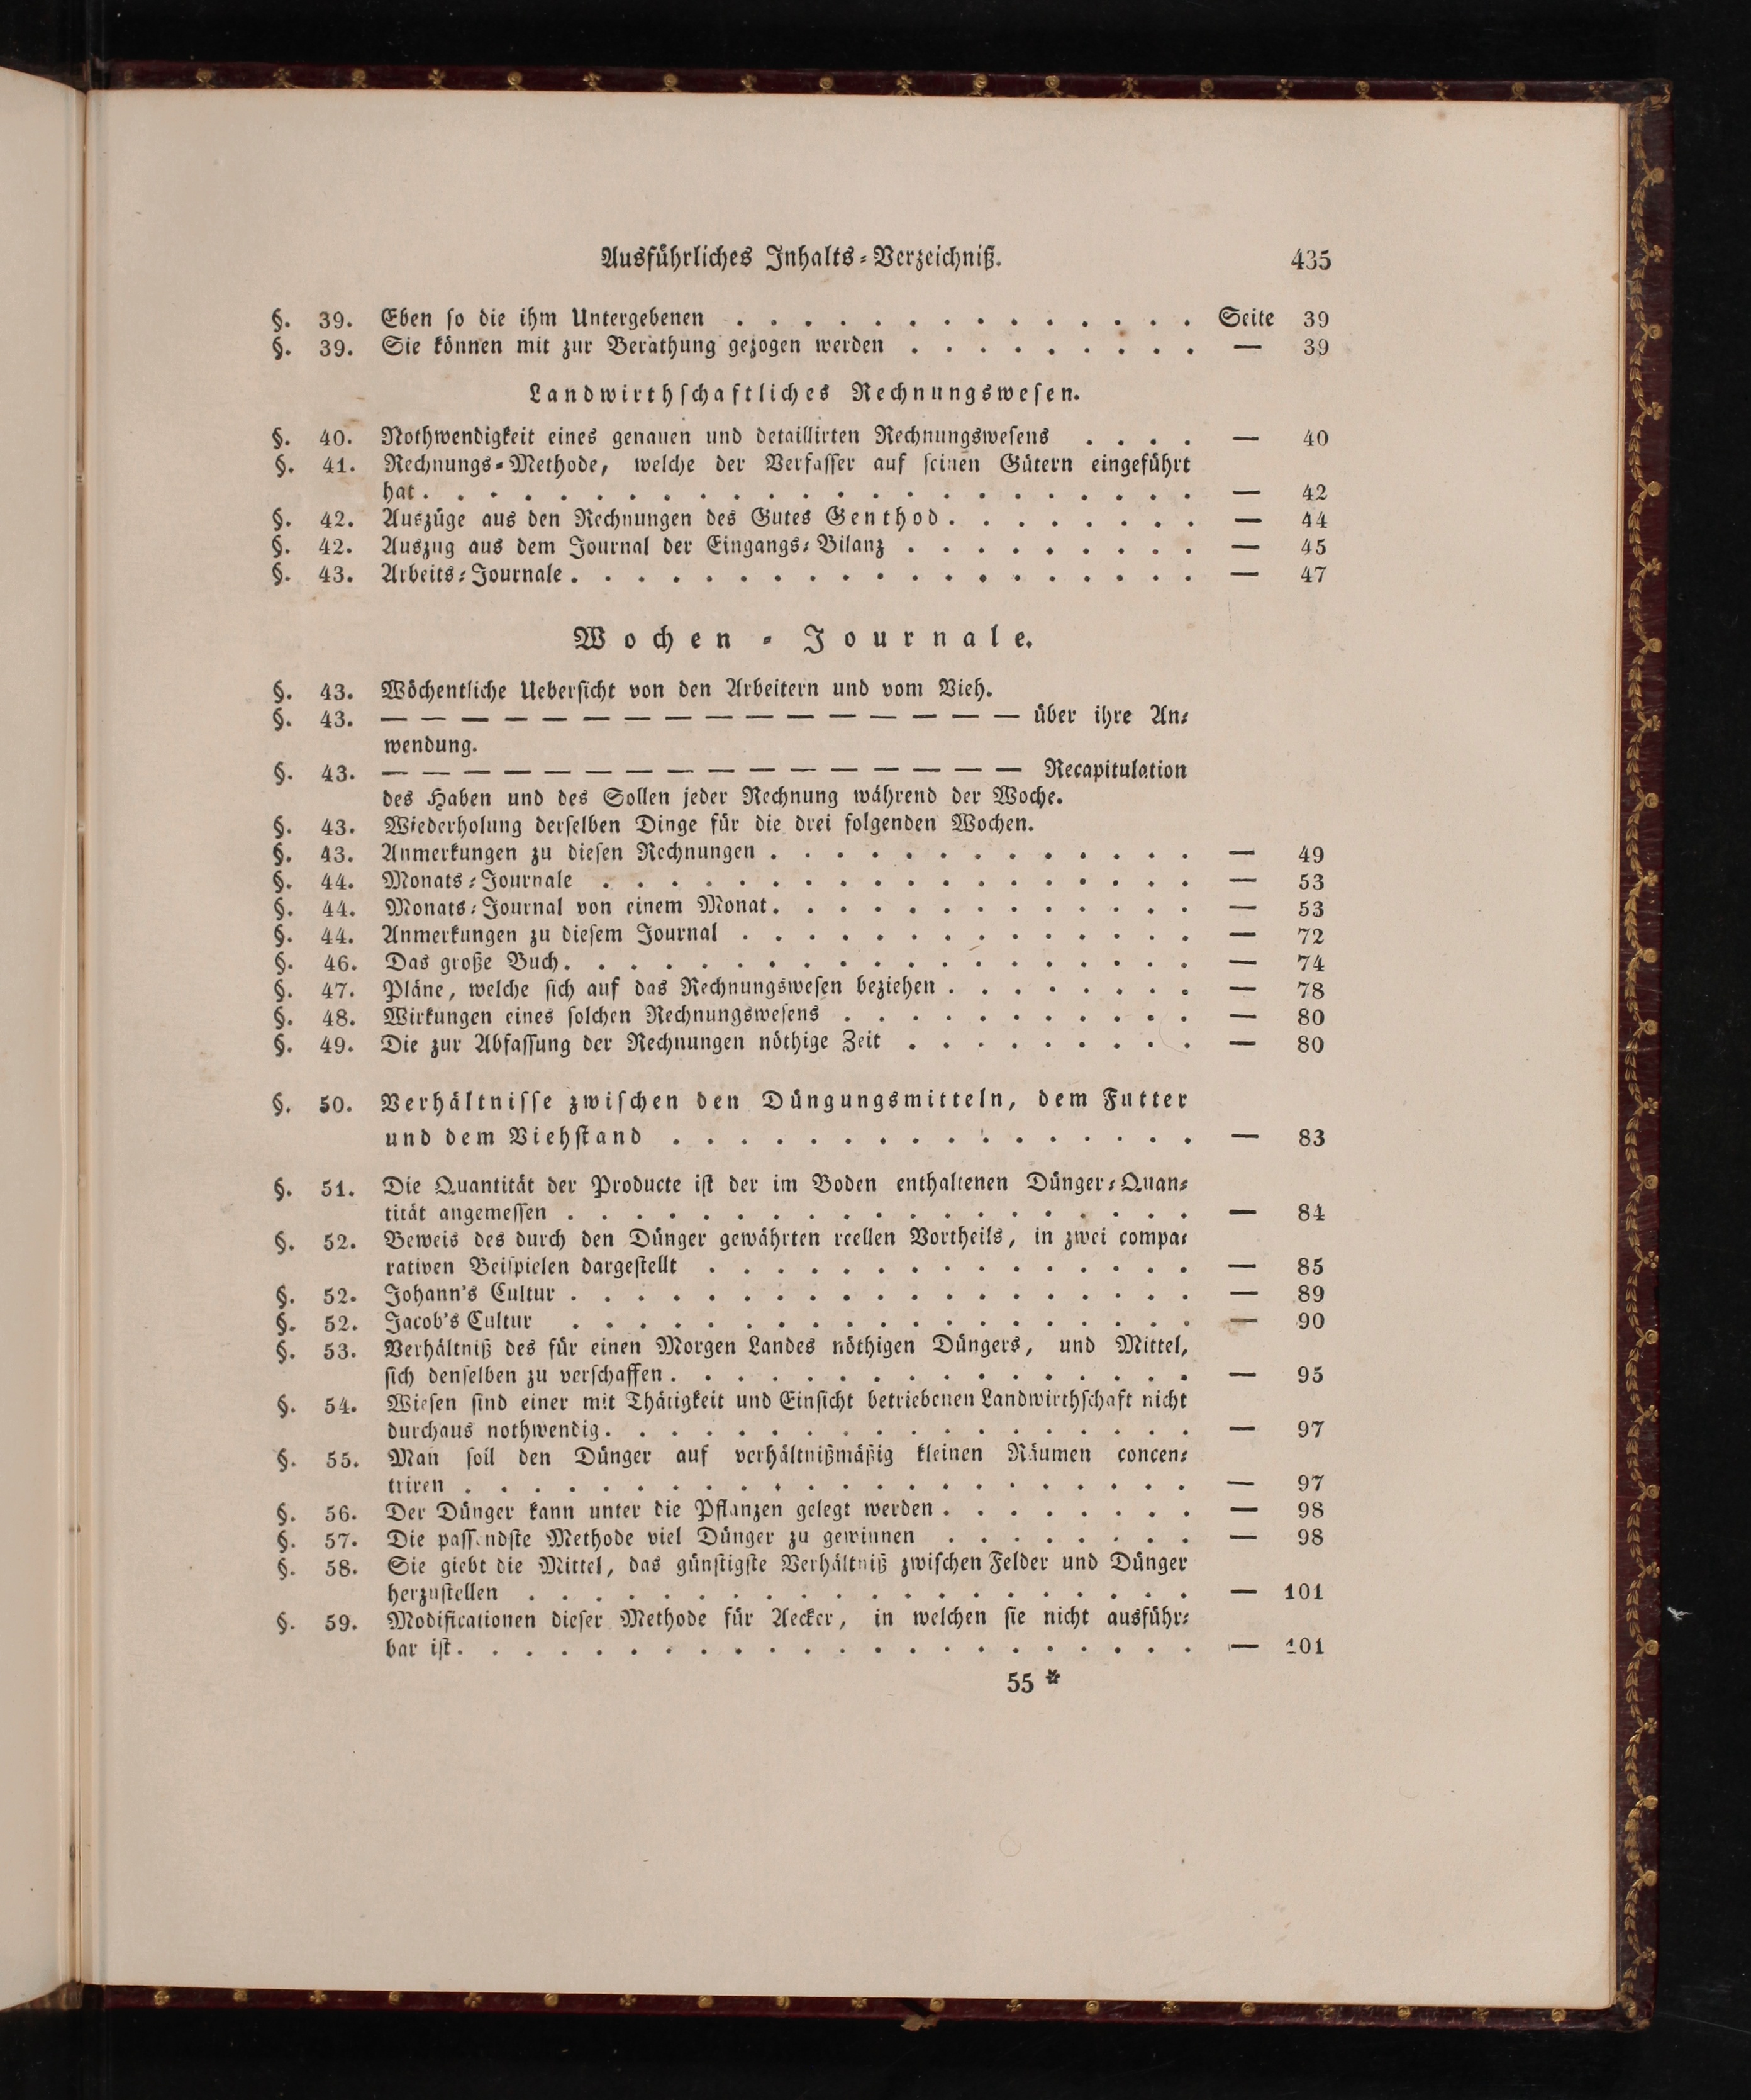 Ausführliches Inhalts-Verzeichniß. 435
§. 39. Eben so die ihm Untergebenen . . . . . . . . . . . . . . Seite 39
§. 39. Sie können mit zur Berathung gezogen werden . . . . . . . . . — 39
Landwirthschaftliches Rechnungswesen.
§. 40. Nothwendigkeit eines genauen und detaillirten Rechnungswesens . . . . — 40
§. 41. Rechnungs-Methode, welche der Verfasser auf seinen Gütern eingeführt
hat . . . . . . . . . . . . . . . . . . . . . . . — 42
§. 42. Auszüge aus den Rechnungen des Gutes Genthod . . . . . . . . — 44
§. 42. Auszug aus dem Journal der Eingangs-Bilanz . . . . . . . . . — 45
§. 43. Arbeits-Journale . . . . . . . . . . . . . . . . . . . — 47
Wochen-Journale.
§. 43. Wöchentliche Uebersicht von den Arbeitern und vom Vieh.
§. 43. — — — — — — — — — — — — — — — — über ihre An-
wendung.
§. 43. — — — — — — — — — — — — — — — — Recapitulation
des Haben und des Sollen jeder Rechnung während der Woche.
§. 43. Wiederholung derselben Dinge für die drei folgenden Wochen.
§. 43. Anmerkungen zu diesen Rechnungen . . . . . . . . . . . . . — 49
§. 44. Monats-Journale . . . . . . . . . . . . . . . . . . — 53
§. 44. Monats-Journal von einem Monat . . . . . . . . . . . . . — 53
§. 44. Anmerkungen zu diesem Journal . . . . . . . . . . . . . . — 72
§. 46. Das große Buch . . . . . . . . . . . . . . . . . . . — 74
§. 47. Pläne, welche sich auf das Rechnungswesen beziehen . . . . . . . . — 78
§. 48. Wirkungen eines solchen Rechnungswesens . . . . . . . . . . . — 80
§. 49. Die zur Abfassung der Rechnungen nöthige Zeit . . . . . . . . . — 80
§. 50. Verhältnisse zwischen den Düngungsmitteln, dem Futter
und dem Viehstand . . . . . . . . . . . . . . . . — 83
§. 51. Die Quantität der Producte ist der im Boden enthaltenen Dünger-Quan-
tität angemessen . . . . . . . . . . . . . . . . . . . — 84
§. 52. Beweis des durch den Dünger gewährten reellen Vortheils, in zwei compa-
rativen Beispielen dargestellt . . . . . . . . . . . . . . . — 85
§. 52. Johann's Cultur . . . . . . . . . . . . . . . . . . . — 89
§. 52. Jacob's Cultur . . . . . . . . . . . . . . . . . . . — 90
§. 53. Verhältniß des für einen Morgen Landes nöthigen Düngers, und Mittel,
sich denselben zu verschaffen . . . . . . . . . . . . . . . . — 95
§. 54. Wiesen sind einer mit Thätigkeit und Einsicht betriebenen Landwirthschaft nicht
durchaus nothwendig . . . . . . . . . . . . . . . . . . — 97
§. 55. Man soll den Dünger auf verhältnißmäßig kleinen Räumen concen-
triren . . . . . . . . . . . . . . . . . . . . . . — 97
§. 56. Der Dünger kann unter die Pflanzen gelegt werden . . . . . . . . — 98
§. 57. Die passendste Methode viel Dünger zu gewinnen . . . . . . . . — 98
§. 58. Sie giebt die Mittel, das günstigste Verhältniß zwischen Felder und Dünger
herzustellen . . . . . . . . . . . . . . . . . . . . — 101
§. 59. Modificationen dieser Methode für Aecker, in welchen sie nicht ausführ-
bar ist . . . . . . . . . . . . . . . . . . . . . . — 101
55 *